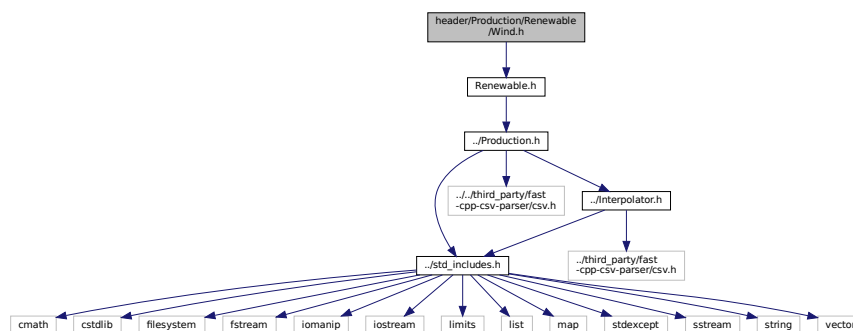 header/Production/Renewable
/Wind.h
Renewable.h
../Production.h
../../third_party/fast
-cpp-csv-parser/csv.h
../Interpolator.h
../std_includes.h
../third_party/fast
-cpp-csv-parser/csv.h
cmath
cstdlib
filesystem
fstream
iomanip
iostream
limits
list
map
stdexcept
sstream
string
vector